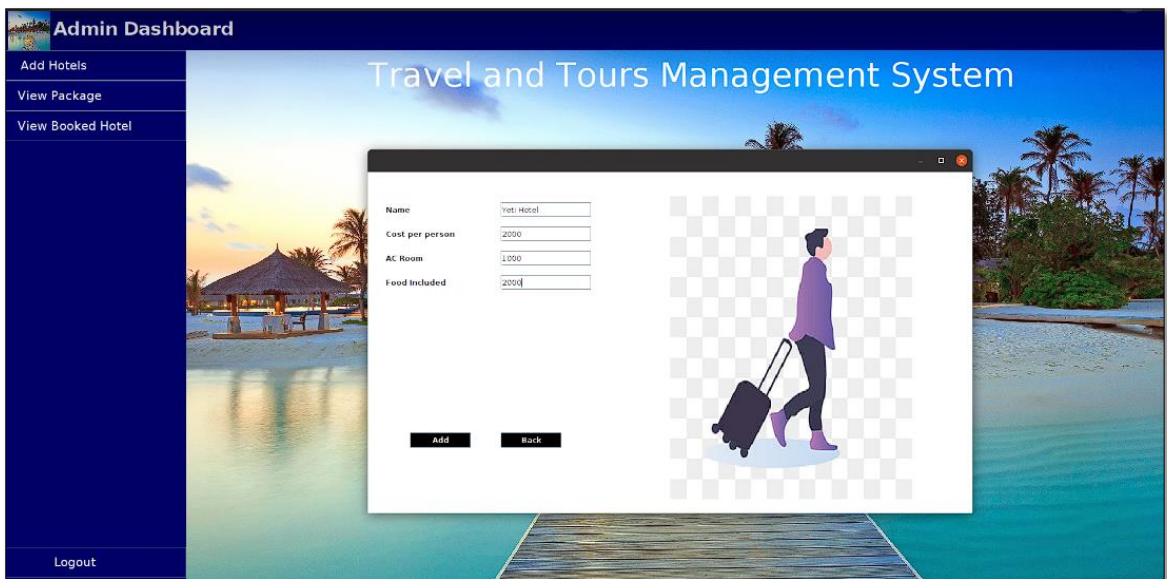 Admin Dashboard
Add Hotels
View Package
View Booked Hotel
Logout
Travel and Tours Management System
Name Yeti Hotel
Cost per person 2000
AC Room 1000
Food Included 2000
Add Back